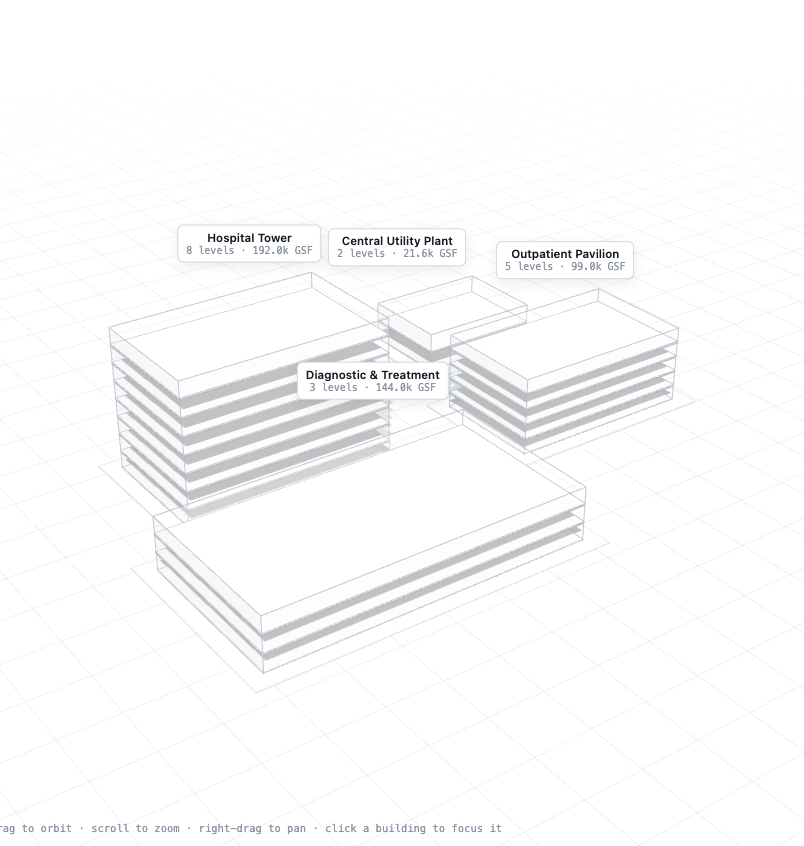 Hospital Tower
8 levels · 192.0k GSF
Central Utility Plant
2 levels · 21.6k GSF
Outpatient Pavilion
5 levels · 99.0k GSF
Diagnostic & Treatment
3 levels · 144.0k GSF
rag to orbit · scroll to zoom · right-drag to pan · click a building to focus it